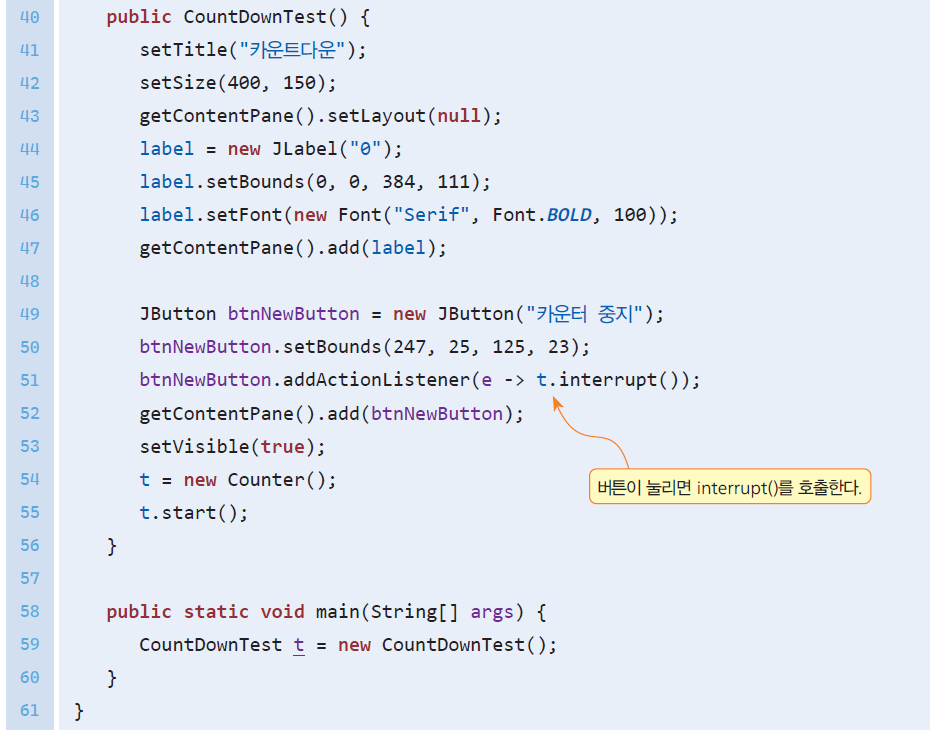 40 public CountDownTest() {
41 setTitle("카운트다운");
42 setSize(400, 150);
43 getContentPane().setLayout(null);
44 label = new JLabel("0");
45 label.setBounds(0, 0, 384, 111);
46 label.setFont(new Font("Serif", Font.BOLD, 100));
47 getContentPane().add(label);
48
49 JButton btnNewButton = new JButton("카운터 중지");
50 btnNewButton.setBounds(247, 25, 125, 23);
51 btnNewButton.addActionListener(e -> t.interrupt());
52 getContentPane().add(btnNewButton);
53 setVisible(true);
54 t = new Counter();
버튼이 눌리면 interrupt()를 호출한다.
55 t.start();
56 }
57
58 public static void main(String[] args) {
59 CountDownTest t = new CountDownTest();
60 }
61 }